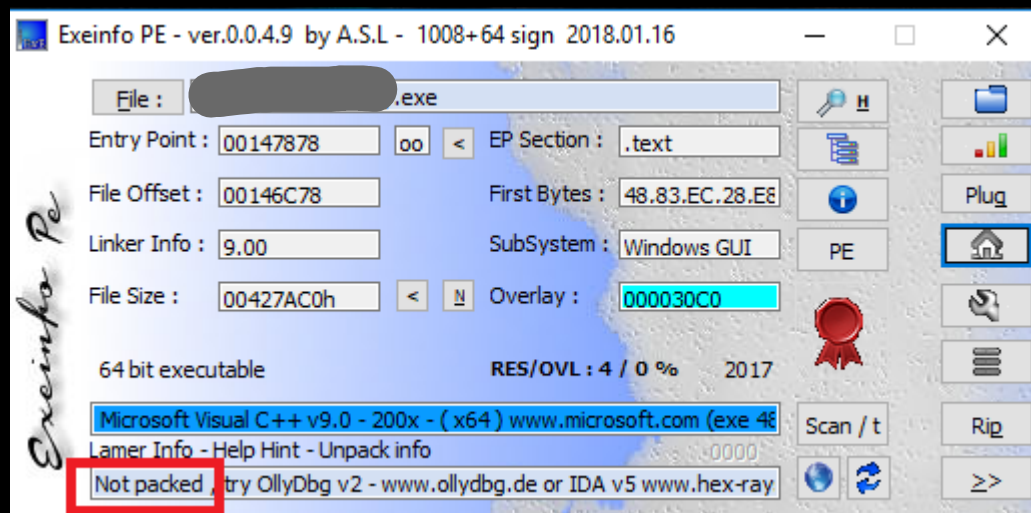 Exeinfo PE - ver.0.0.4.9 by A.S.L - 1008+64 sign 2018.01.16
File : .exe H
Entry Point : 00147878 oo < EP Section : .text
File Offset : 00146C78 First Bytes : 48.83.EC.28.E8 Plug
Linker Info : 9.00 SubSystem : Windows GUI PE
File Size : 00427AC0h < N Overlay : 000030C0
64 bit executable RES/OVL : 4 / 0 % 2017
Microsoft Visual C++ v9.0 - 200x - ( x64 ) www.microsoft.com (exe 48 Scan / t Rip
Lamer Info - Help Hint - Unpack info 0000
Not packed , try OllyDbg v2 - www.ollydbg.de or IDA v5 www.hex-ray >>
Exeinfo Pe